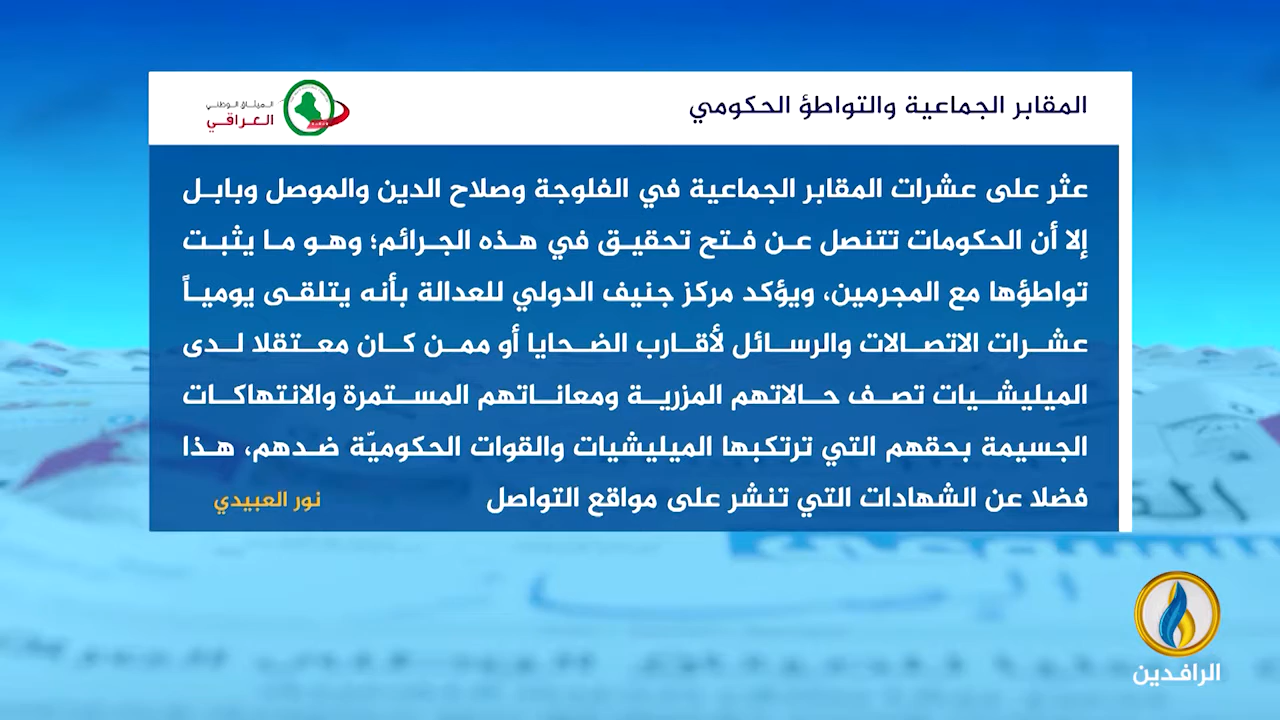 المقابر الجماعية والتواطؤ الحكومي
الميثاق الوطني
العراقي
عثر على عشرات المقابر الجماعية في الفلوجة وصلاح الدين والموصل وبابل
إلا أن الحكومات تتنصل عن فتح تحقيق في هذه الجرائم؛ وهو ما يثبت
تواطؤها مع المجرمين، ويؤكد مركز جنيف الدولي للعدالة بأنه يتلقى يومياً
عشرات الاتصالات والرسائل لأقارب الضحايا أو ممن كان معتقلا لدى
الميليشيات تصف حالاتهم المزرية ومعاناتهم المستمرة والانتهاكات
الجسيمة بحقهم التي ترتكبها الميليشيات والقوات الحكوميّة ضدهم، هذا
فضلا عن الشهادات التي تنشر على مواقع التواصل
نور العبيدي
الرافدين